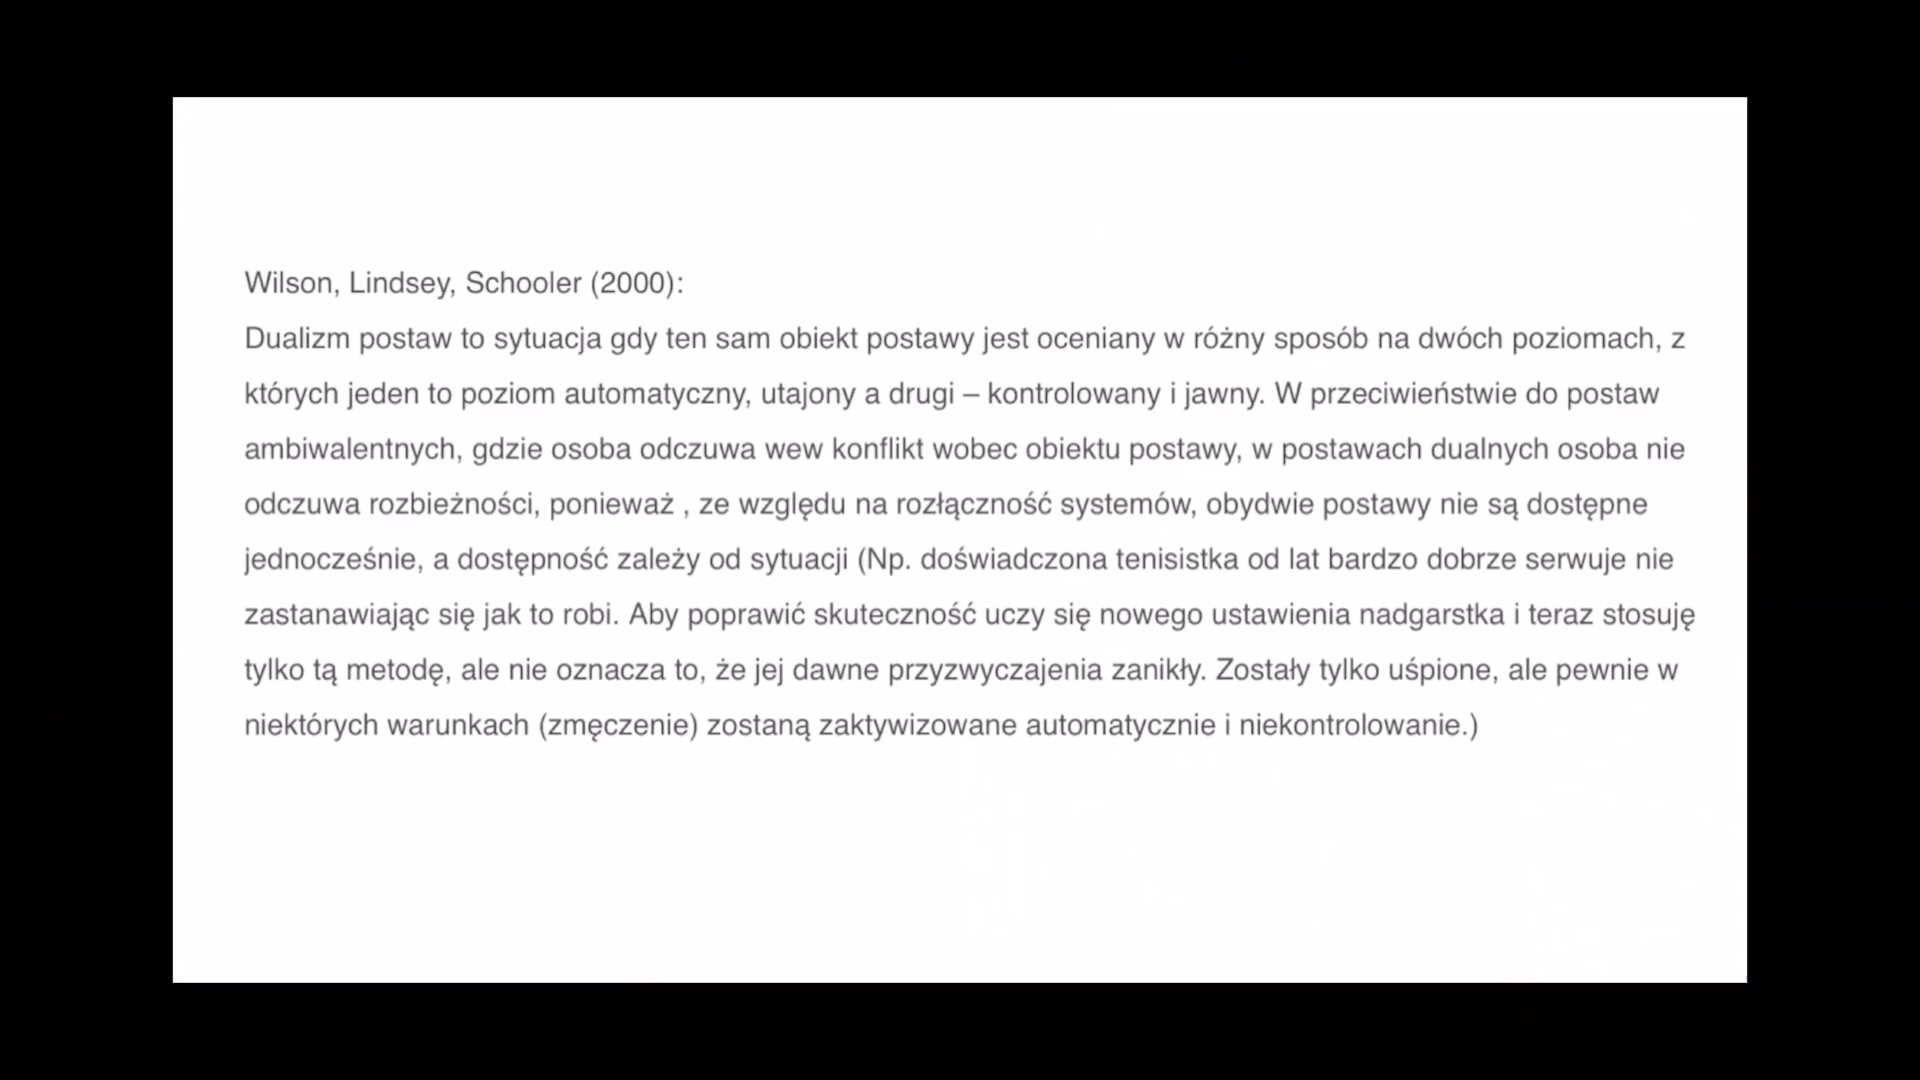 Wilson, Lindsey, Schooler (2000):
Dualizm postaw to sytuacja gdy ten sam obiekt postawy jest oceniany w różny sposób na dwóch poziomach, z
których jeden to poziom automatyczny, utajony a drugi – kontrolowany i jawny. W przeciwieństwie do postaw
ambiwalentnych, gdzie osoba odczuwa wew konflikt wobec obiektu postawy, w postawach dualnych osoba nie
odczuwa rozbieżności, ponieważ , ze względu na rozłączność systemów, obydwie postawy nie są dostępne
jednocześnie, a dostępność zależy od sytuacji (Np. doświadczona tenisistka od lat bardzo dobrze serwuje nie
zastanawiając się jak to robi. Aby poprawić skuteczność uczy się nowego ustawienia nadgarstka i teraz stosuję
tylko tą metodę, ale nie oznacza to, że jej dawne przyzwyczajenia zanikły. Zostały tylko uśpione, ale pewnie w
niektórych warunkach (zmęczenie) zostaną zaktywizowane automatycznie i niekontrolowanie.)